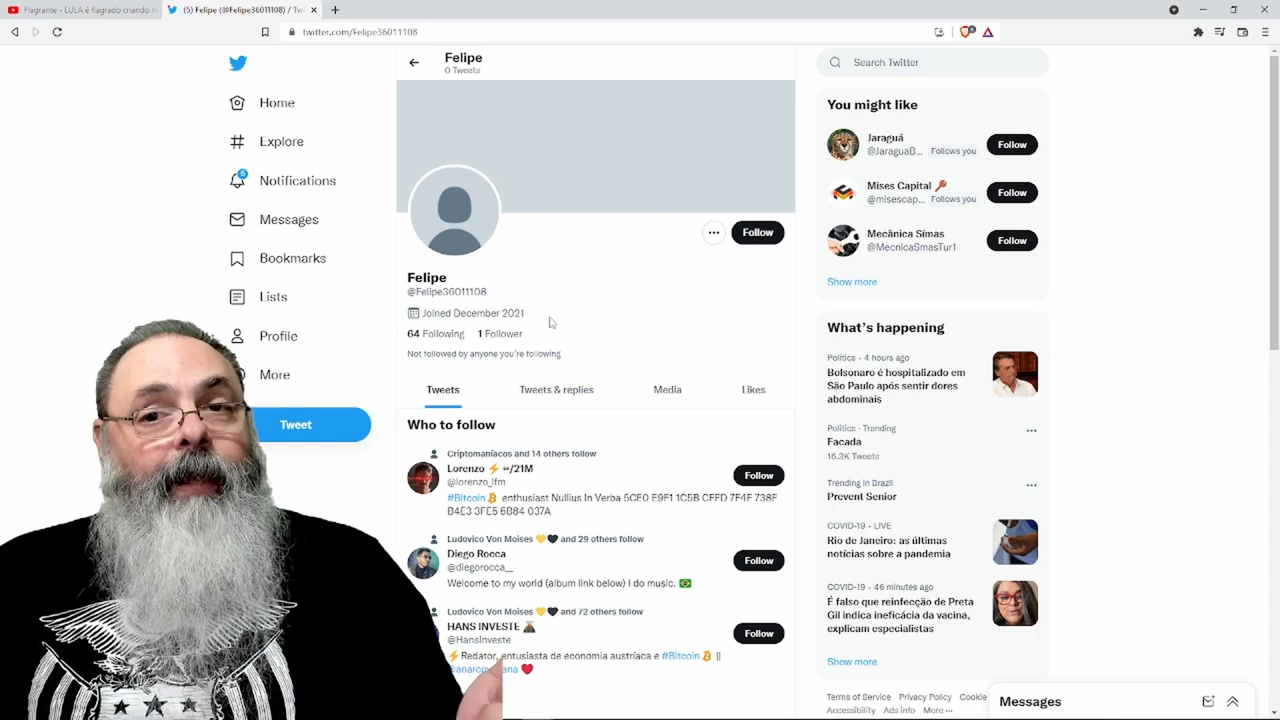 Flagrante - LULA é flagrado criando
(5) Felipe (@Felipe36011108) / Tw
twitter.com/Felipe36011108
Felipe
0 Tweets
Home
Explore
5
Notifications
Messages
Bookmarks
Lists
Profile
More
Tweet
Follow
Felipe
@Felipe36011108
Joined December 2021
64 Following 1 Follower
Not followed by anyone you're following
Tweets Tweets & replies Media Likes
Who to follow
Criptomaníacos and 14 others follow
Lorenzo ⚡ ∞/21M
@lorenzo_lfm
Follow
#Bitcoin enthusiast Nullius In Verba 5CE0 E9F1 1C5B CFFD 7F4F 738F
B4E3 3FE5 5B84 037A
Ludovico Von Moises 💛🖤 and 29 others follow
Diego Rocca
@diegorocca__
Follow
Welcome to my world (album link below) I do music. 🇧🇷
Ludovico Von Moises 💛🖤 and 72 others follow
HANS INVESTE 🌋
@HansInveste
Follow
⚡Redator, entusiasta de economia austríaca e #Bitcoin ||
Search Twitter
You might like
Jaraguá
@JaraguaB... Follows you
Follow
Mises Capital
@misescap... Follows you
Follow
Mecânica Símas
@MecnicaSmasTur1
Follow
Show more
What's happening
Politics · 4 hours ago
Bolsonaro é hospitalizado em
São Paulo após sentir dores
abdominais
Politics · Trending
Facada
16.3K Tweets
Trending in Brazil
Prevent Senior
COVID-19 · LIVE
Rio de Janeiro: as últimas
notícias sobre a pandemia
COVID-19 · 46 minutes ago
É falso que reinfecção de Preta
Gil indica ineficácia da vacina,
explicam especialistas
Show more
Terms of Service Privacy Policy Cookie
Accessibility Ads info More ...
Messages